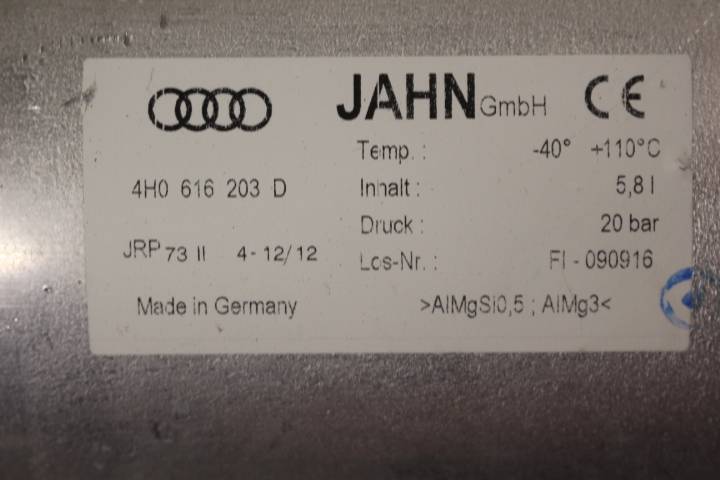 JAHN GmbH CE
Temp. : -40° +110°C
4H0 616 203 D
Inhalt : 5,8 l
Druck : 20 bar
JRP 73 II 4-12/12
Los-Nr. : FI - 090916
Made in Germany
>AlMgSi0,5 ; AlMg3<